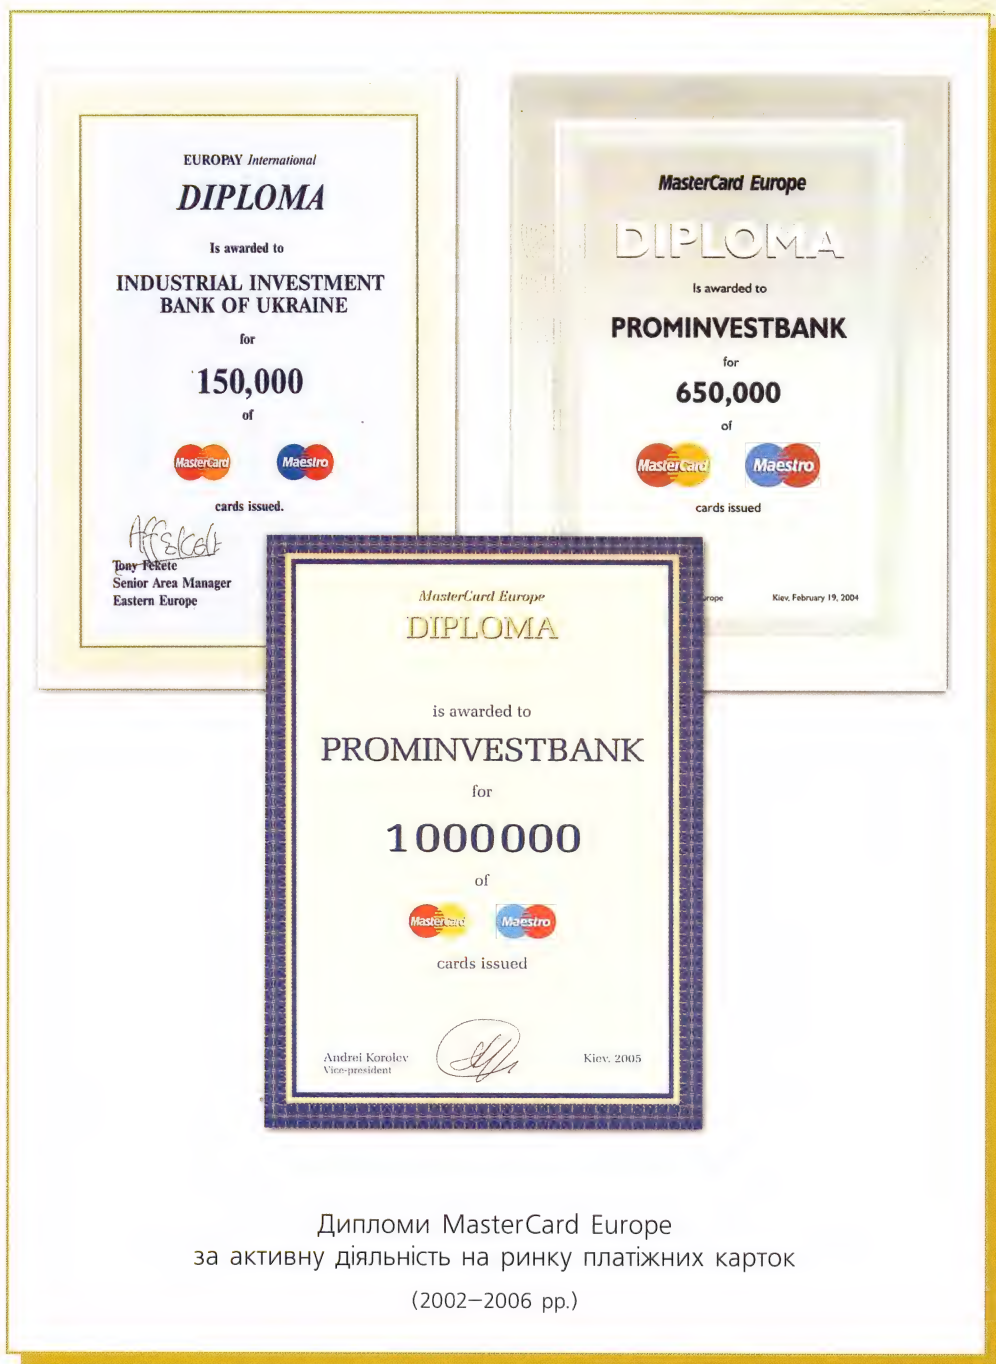 EUROPAY International
DIPLOMA
Is awarded to
INDUSTRIAL INVESTMENT
BANK OF UKRAINE
for
150,000
of
MasterCard Maestro
cards issued.
Tony Fekete
Senior Area Manager
Eastern Europe
MasterCard Europe
DIPLOMA
Is awarded to
PROMINVESTBANK
for
650,000
of
MasterCard Maestro
cards issued
Kiev, February 19, 2004
MasterCard Europe
DIPLOMA
is awarded to
PROMINVESTBANK
for
1 000 000
of
MasterCard Maestro
cards issued
Andrei Korolev
Vice-president
Kiev. 2005
Дипломи MasterCard Europe
за активну діяльність на ринку платіжних карток
(2002–2006 рр.)